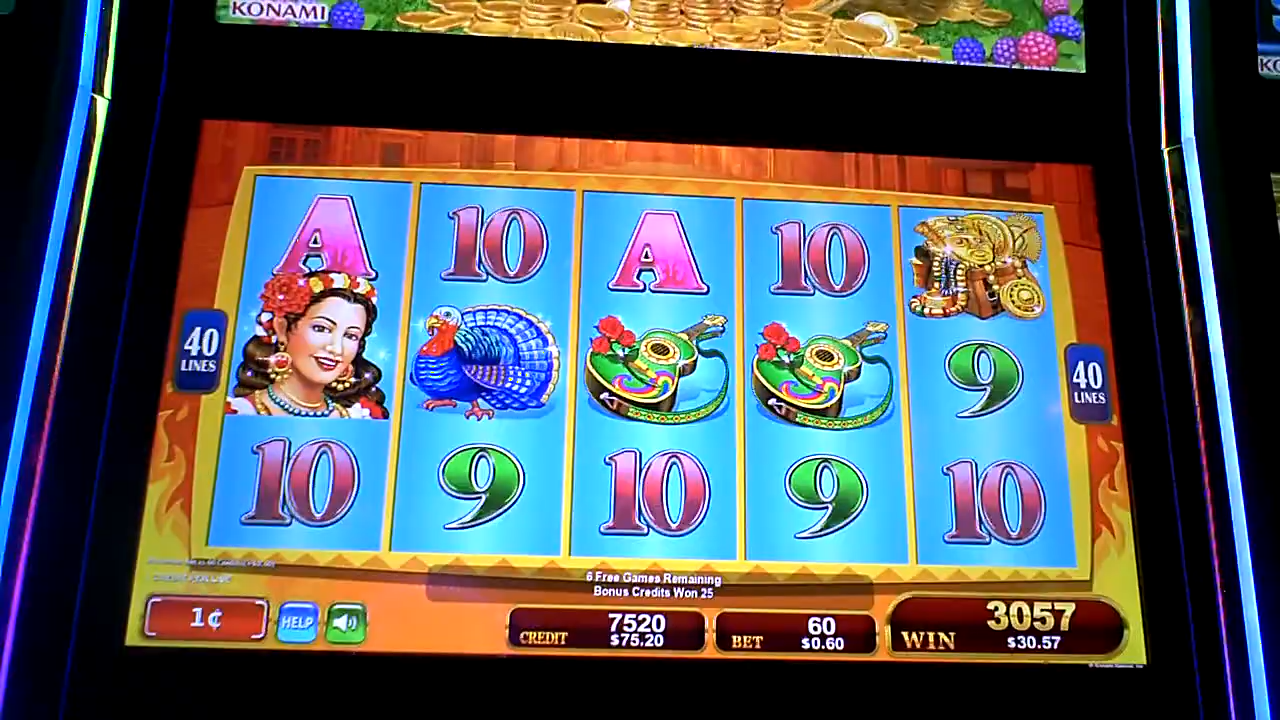 KONAMI
A 10 A 10
40 LINES
9
40 LINES
10 9 10 9 10
6 Free Games Remaining
Bonus Credits Won 25
1¢
HELP
CREDIT 7520
$75.20
BET 60
$0.60
WIN 3057
$30.57